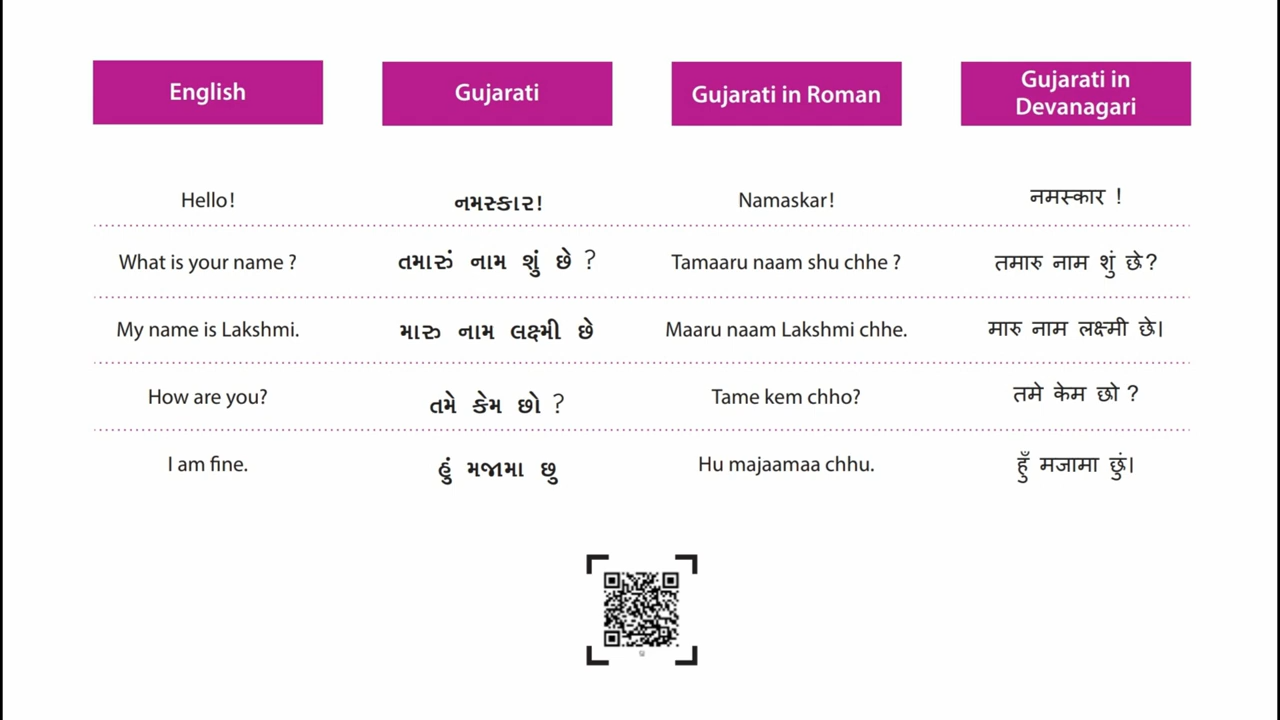 English Gujarati Gujarati in Roman Gujarati in
Devanagari
Hello! નમસ્કાર! Namaskar! नमस्कार !
What is your name ? તમારું નામ શું છે ? Tamaaru naam shu chhe ? तमारु नाम शुं छे?
My name is Lakshmi. મારુ નામ લક્ષ્મી છે Maaru naam Lakshmi chhe. मारु नाम लक्ष्मी छे।
How are you? તમે કેમ છો ? Tame kem chho? तमे केम छो ?
I am fine. હું મજામા છુ Hu majaamaa chhu. हुँ मजामा छुं।